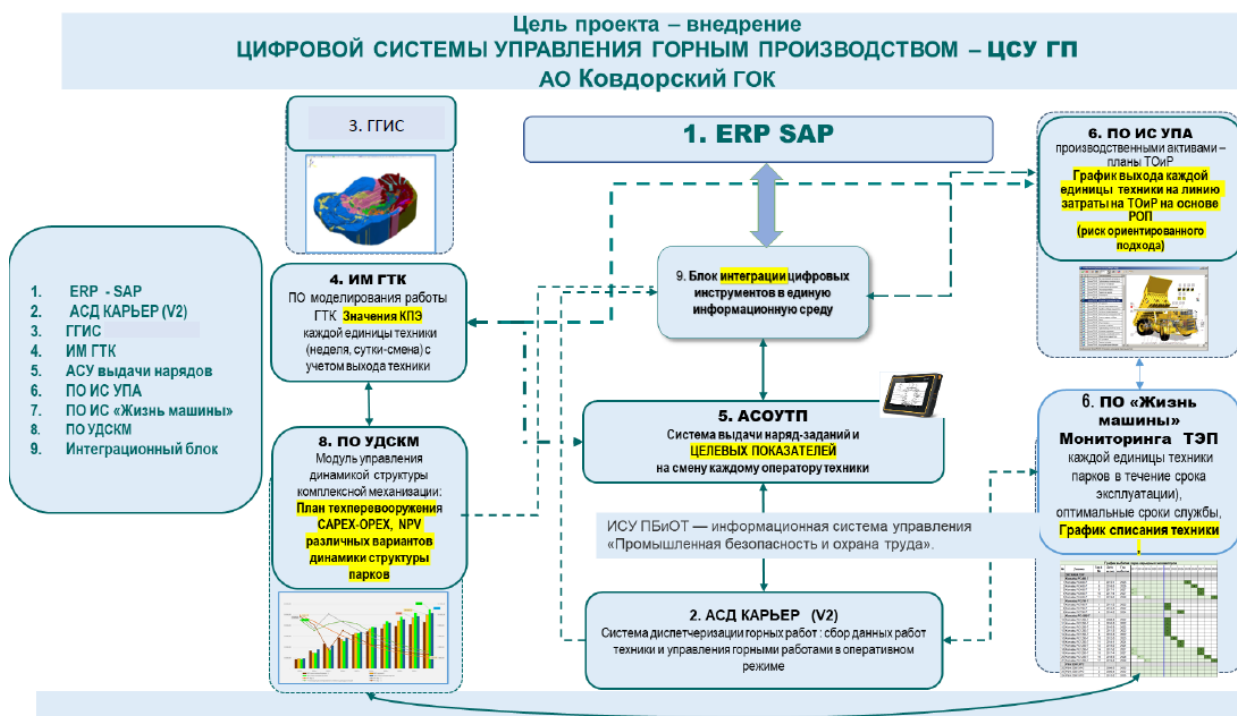 Цель проекта – внедрение
ЦИФРОВОЙ СИСТЕМЫ УПРАВЛЕНИЯ ГОРНЫМ ПРОИЗВОДСТВОМ – ЦСУ ГП
АО Ковдорский ГОК
3. ГГИС
1. ERP SAP
6. ПО ИС УПА
производственными активами –
планы ТОиР
График выхода каждой
единицы техники на линию
затраты на ТОиР на основе
РОП
(риск ориентированного
подхода)
1. ERP - SAP
2. АСД КАРЬЕР (V2)
3. ГГИС
4. ИМ ГТК
5. АСУ выдачи нарядов
6. ПО ИС УПА
7. ПО ИС «Жизнь машины»
8. ПО УДСКМ
9. Интеграционный блок
4. ИМ ГТК
ПО моделирования работы
ГТК Значения КПЭ
каждой единицы техники
(неделя, сутки-смена) с
учетом выхода техники
9. Блок интеграции цифровых
инструментов в единую
информационную среду
5. АСОУТП
Система выдачи наряд-заданий и
ЦЕЛЕВЫХ ПОКАЗАТЕЛЕЙ
на смену каждому оператору техники
8. ПО УДСКМ
Модуль управления
динамикой структуры
комплексной механизации:
План техперевооружения
CAPEX-OPEX, NPV
различных вариантов
динамики структуры
парков
6. ПО «Жизнь
машины»
Мониторинга ТЭП
каждой единицы техники
парков в течение срока
эксплуатации),
оптимальные сроки службы,
График списания техники
.
ИСУ ПБиОТ — информационная система управления
«Промышленная безопасность и охрана труда».
2. АСД КАРЬЕР (V2)
Система диспетчеризации горных работ : сбор данных работ
техники и управления горными работами в оперативном
режиме